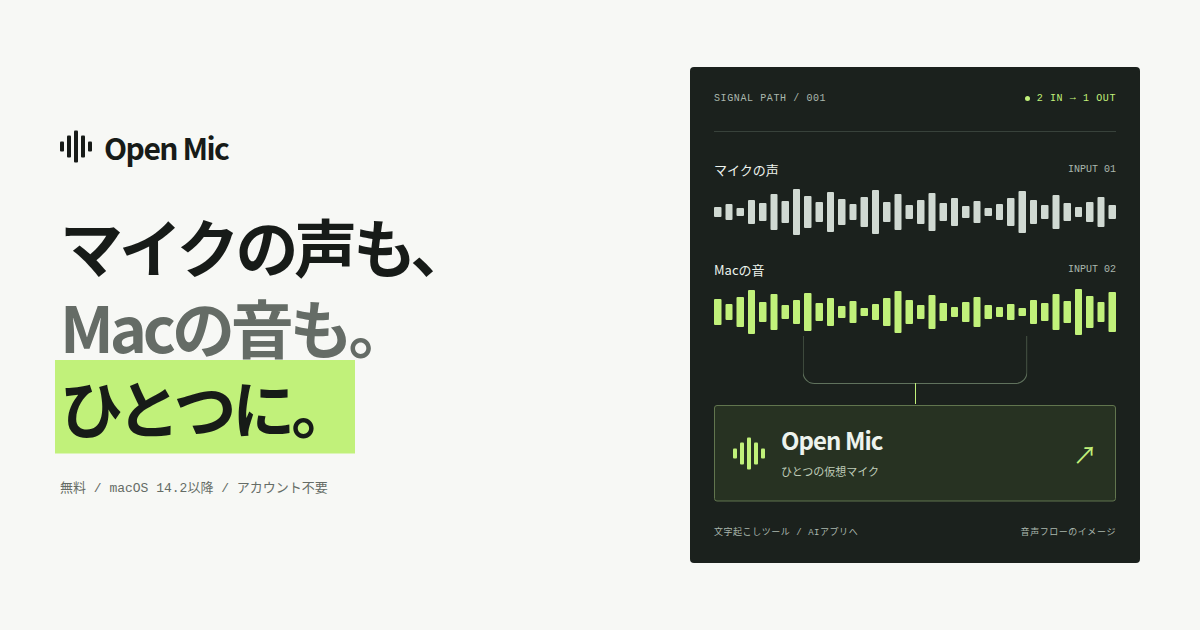 Open Mic
マイクの声も、
Macの音も。
ひとつに。
無料 / macOS 14.2以降 / アカウント不要
SIGNAL PATH / 001
● 2 IN → 1 OUT
マイクの声
INPUT 01
Macの音
INPUT 02
Open Mic
ひとつの仮想マイク
↗
文字起こしツール / AIアプリへ
音声フローのイメージ